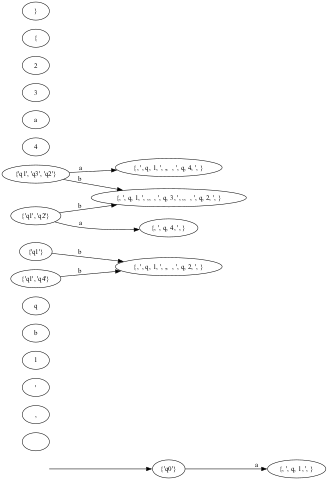 }
{
2
3
a
4
{'q1', 'q3', 'q2'}
a
{, ', q, 1, ', ,, , ', q, 4, ', }
b
{, ', q, 1, ', ,, , ', q, 3, ', ,, , ', q, 2, ', }
{'q1', 'q2'}
b
a
{, ', q, 4, ', }
{'q1'}
b
{, ', q, 1, ', ,, , ', q, 2, ', }
{'q1', 'q4'}
b
q
b
1
'
,
{'q0'}
a
{, ', q, 1, ', }